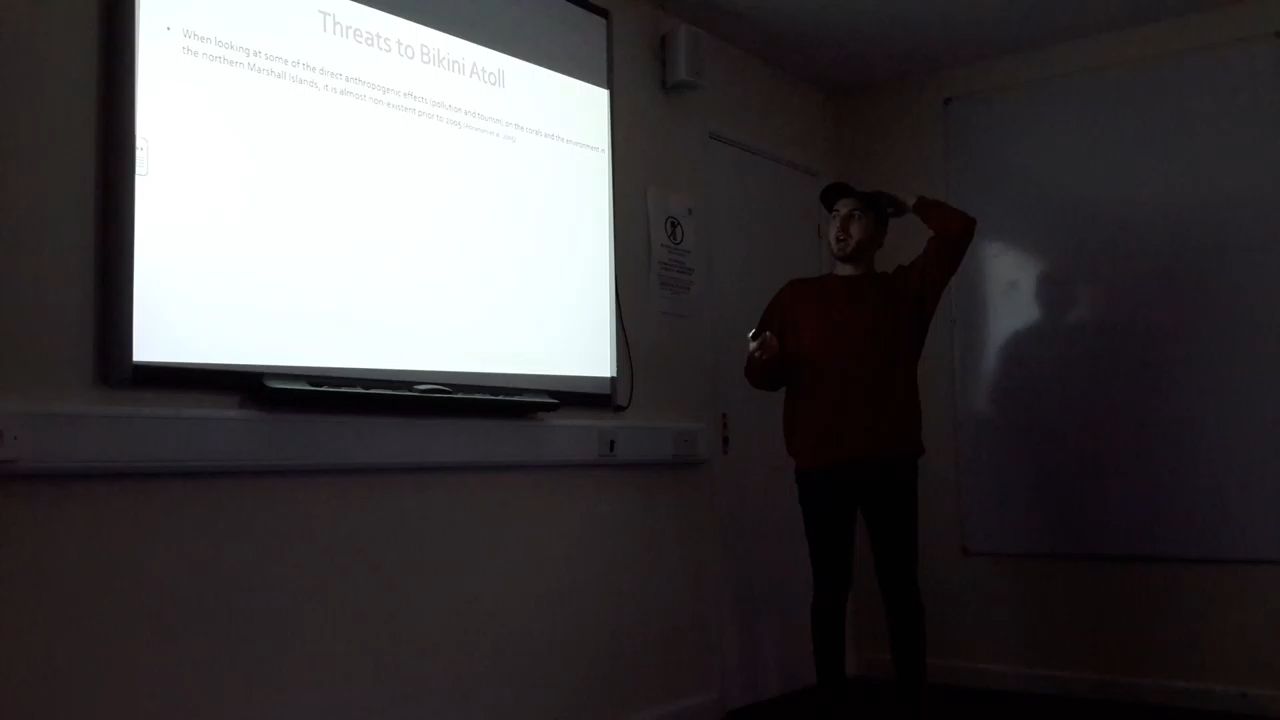 Threats to Bikini Atoll
• When looking at some of the direct anthropogenic effects (pollution and tourism) on the corals and the environment in
the northern Marshall Islands, it is almost non-existent prior to 2005